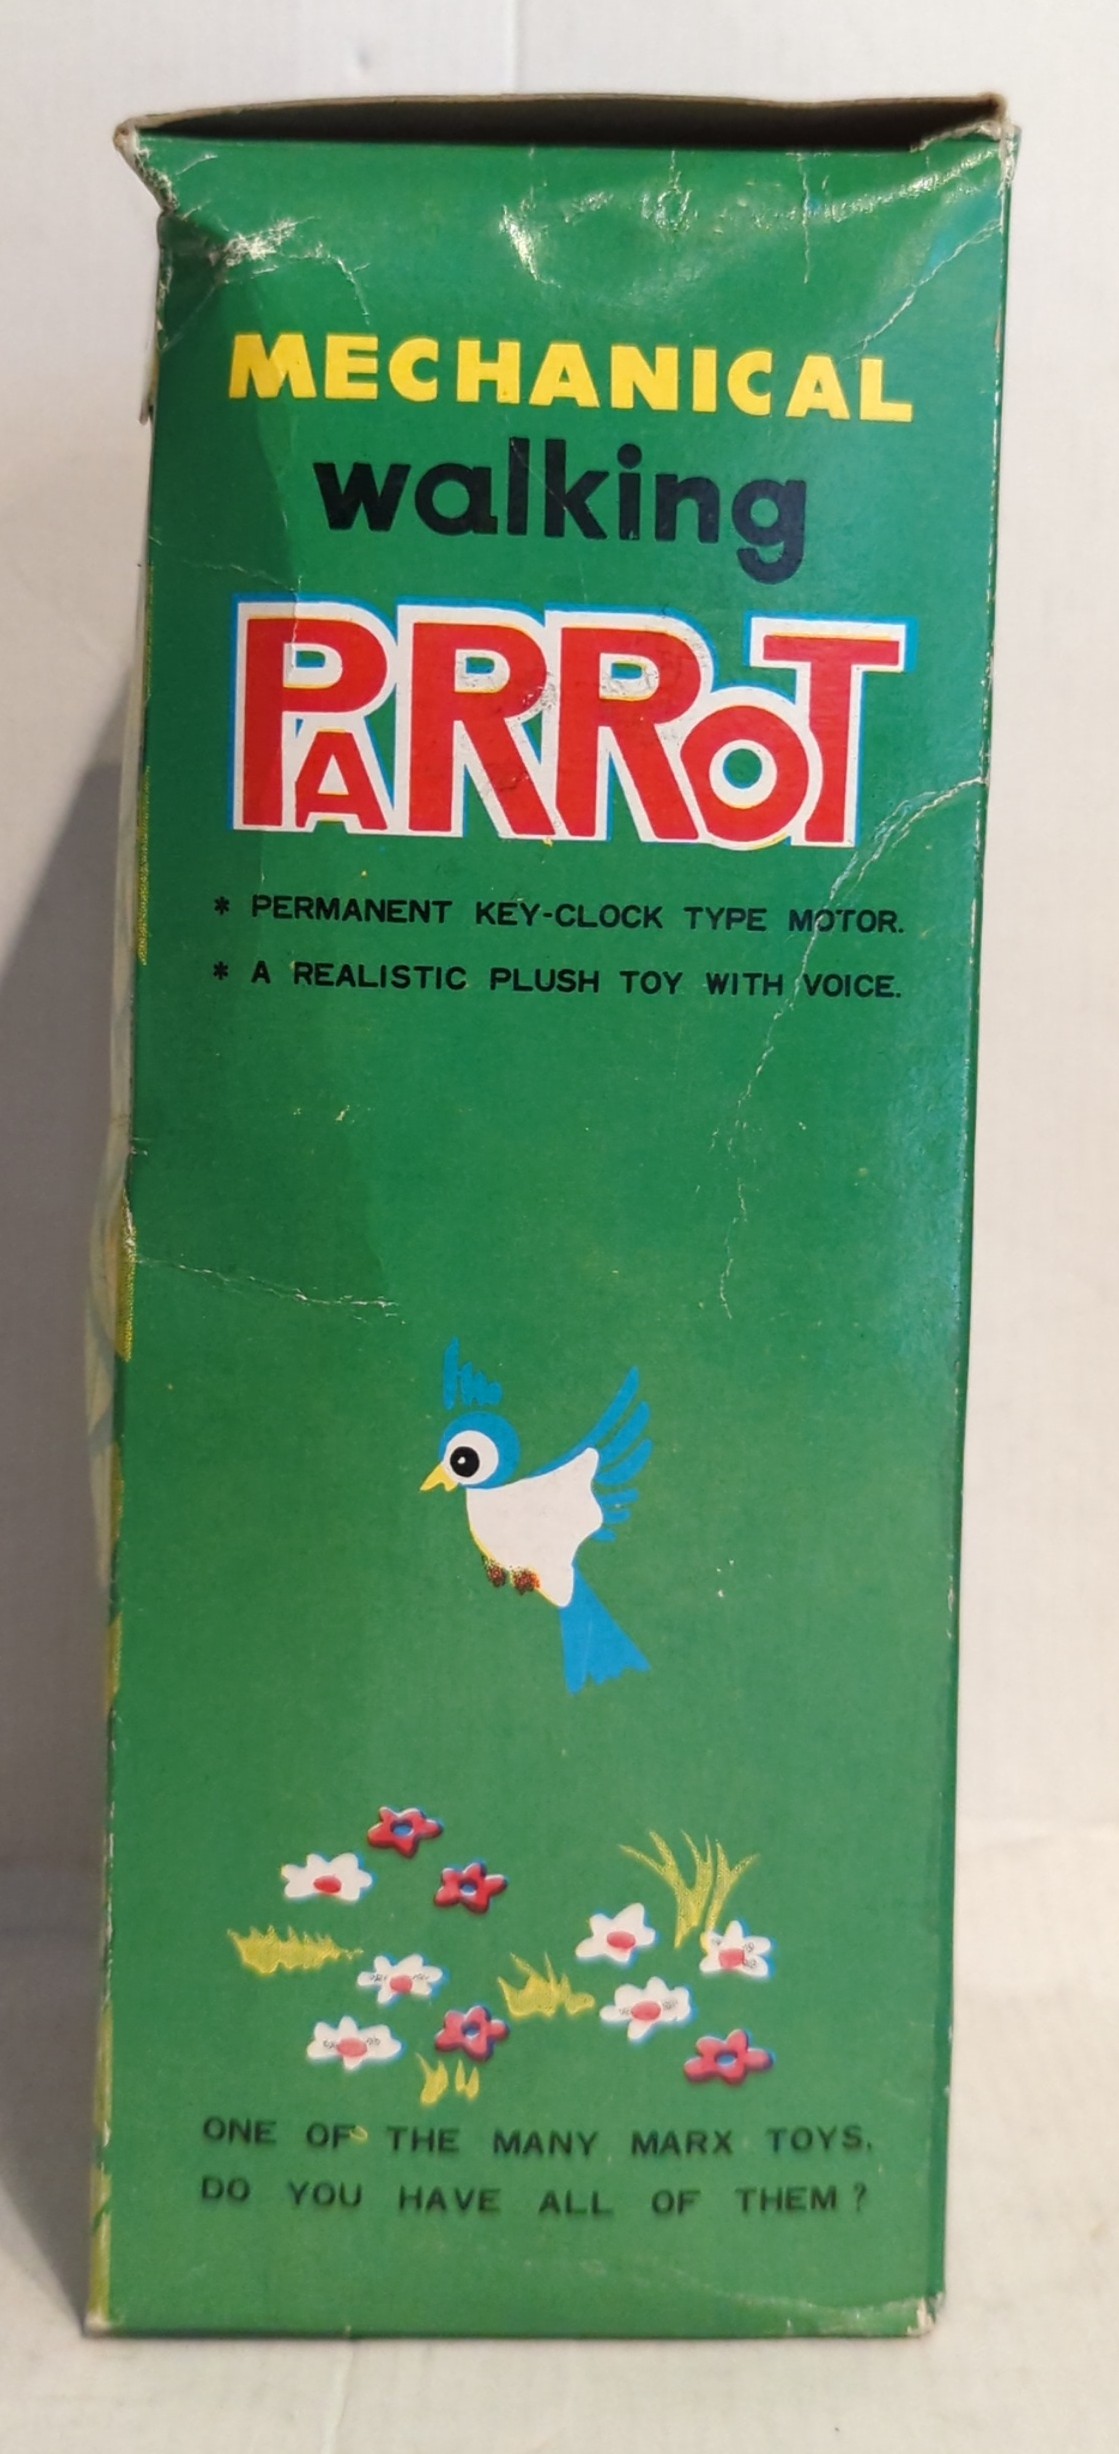 MECHANICAL
walking
PARROT
* PERMANENT KEY-CLOCK TYPE MOTOR.
* A REALISTIC PLUSH TOY WITH VOICE.
ONE OF THE MANY MARX TOYS.
DO YOU HAVE ALL OF THEM?